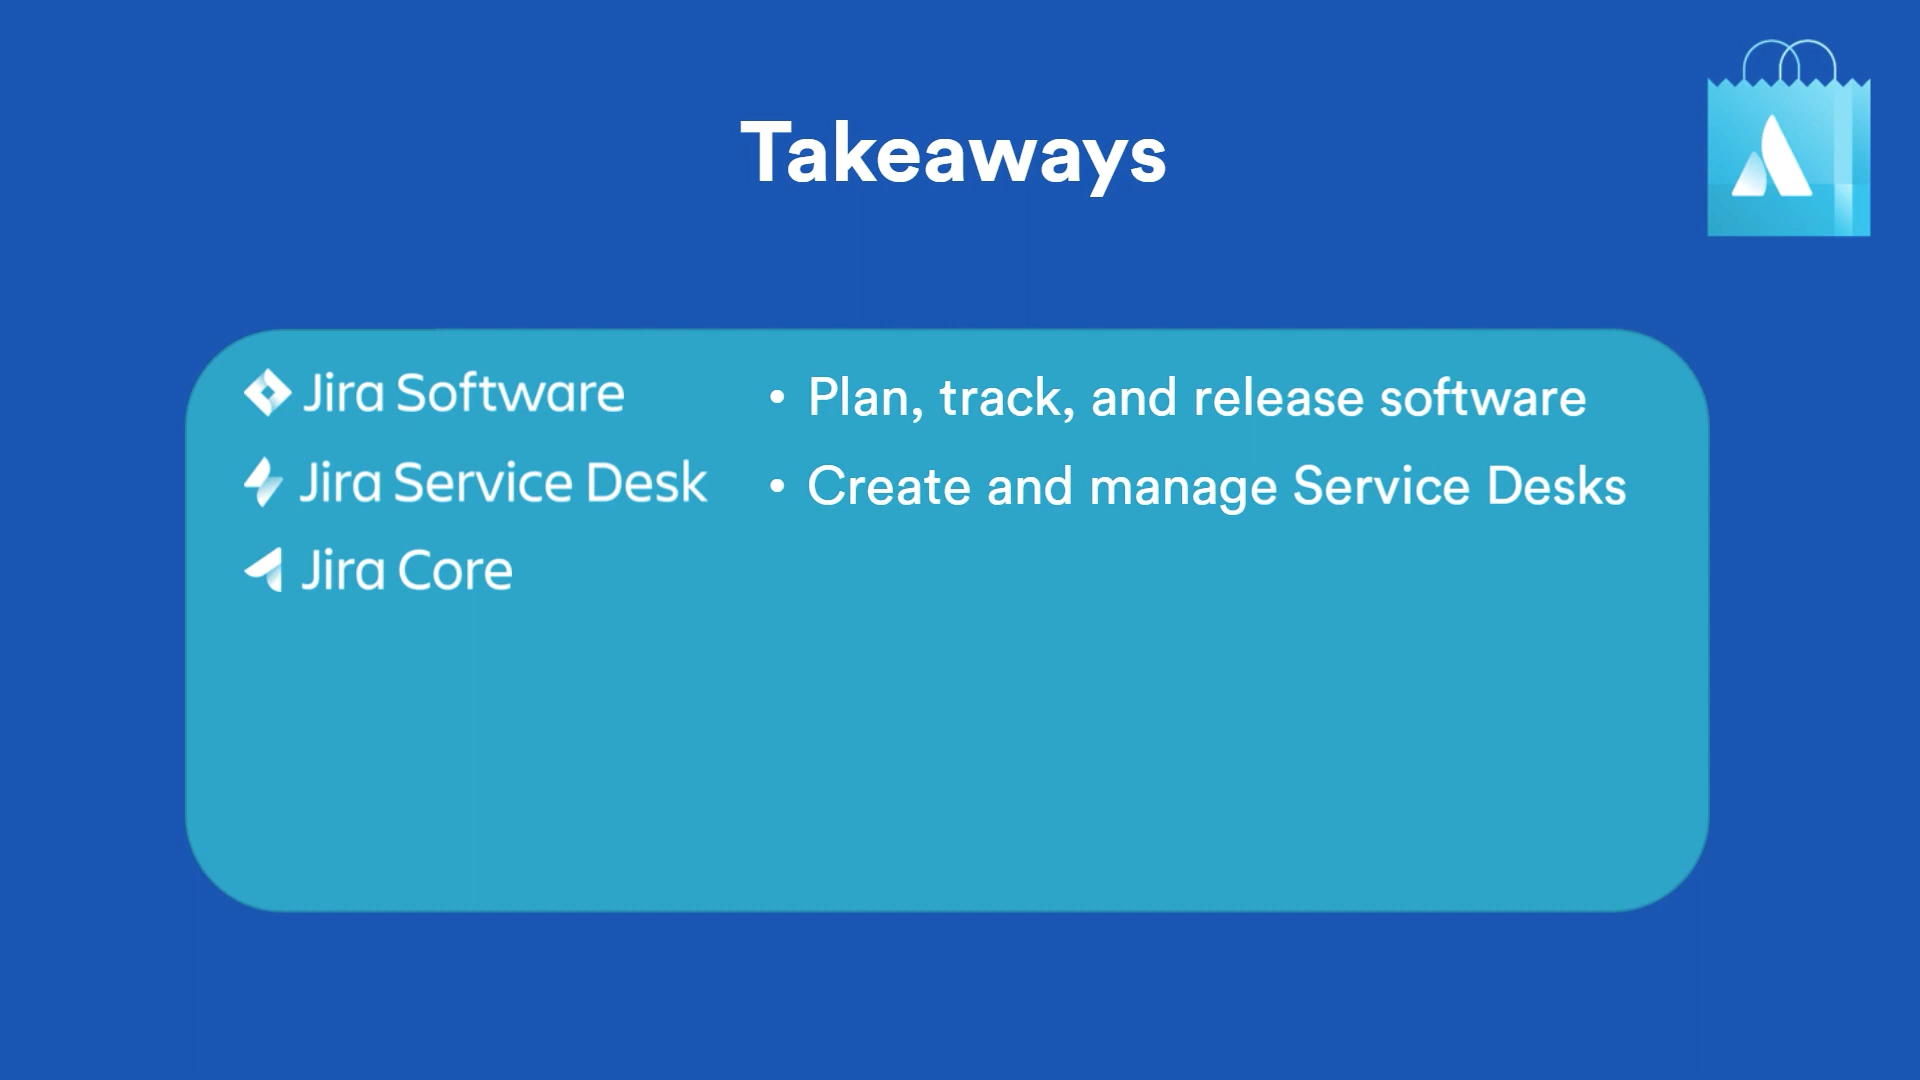 Takeaways
Jira Software • Plan, track, and release software
Jira Service Desk • Create and manage Service Desks
Jira Core